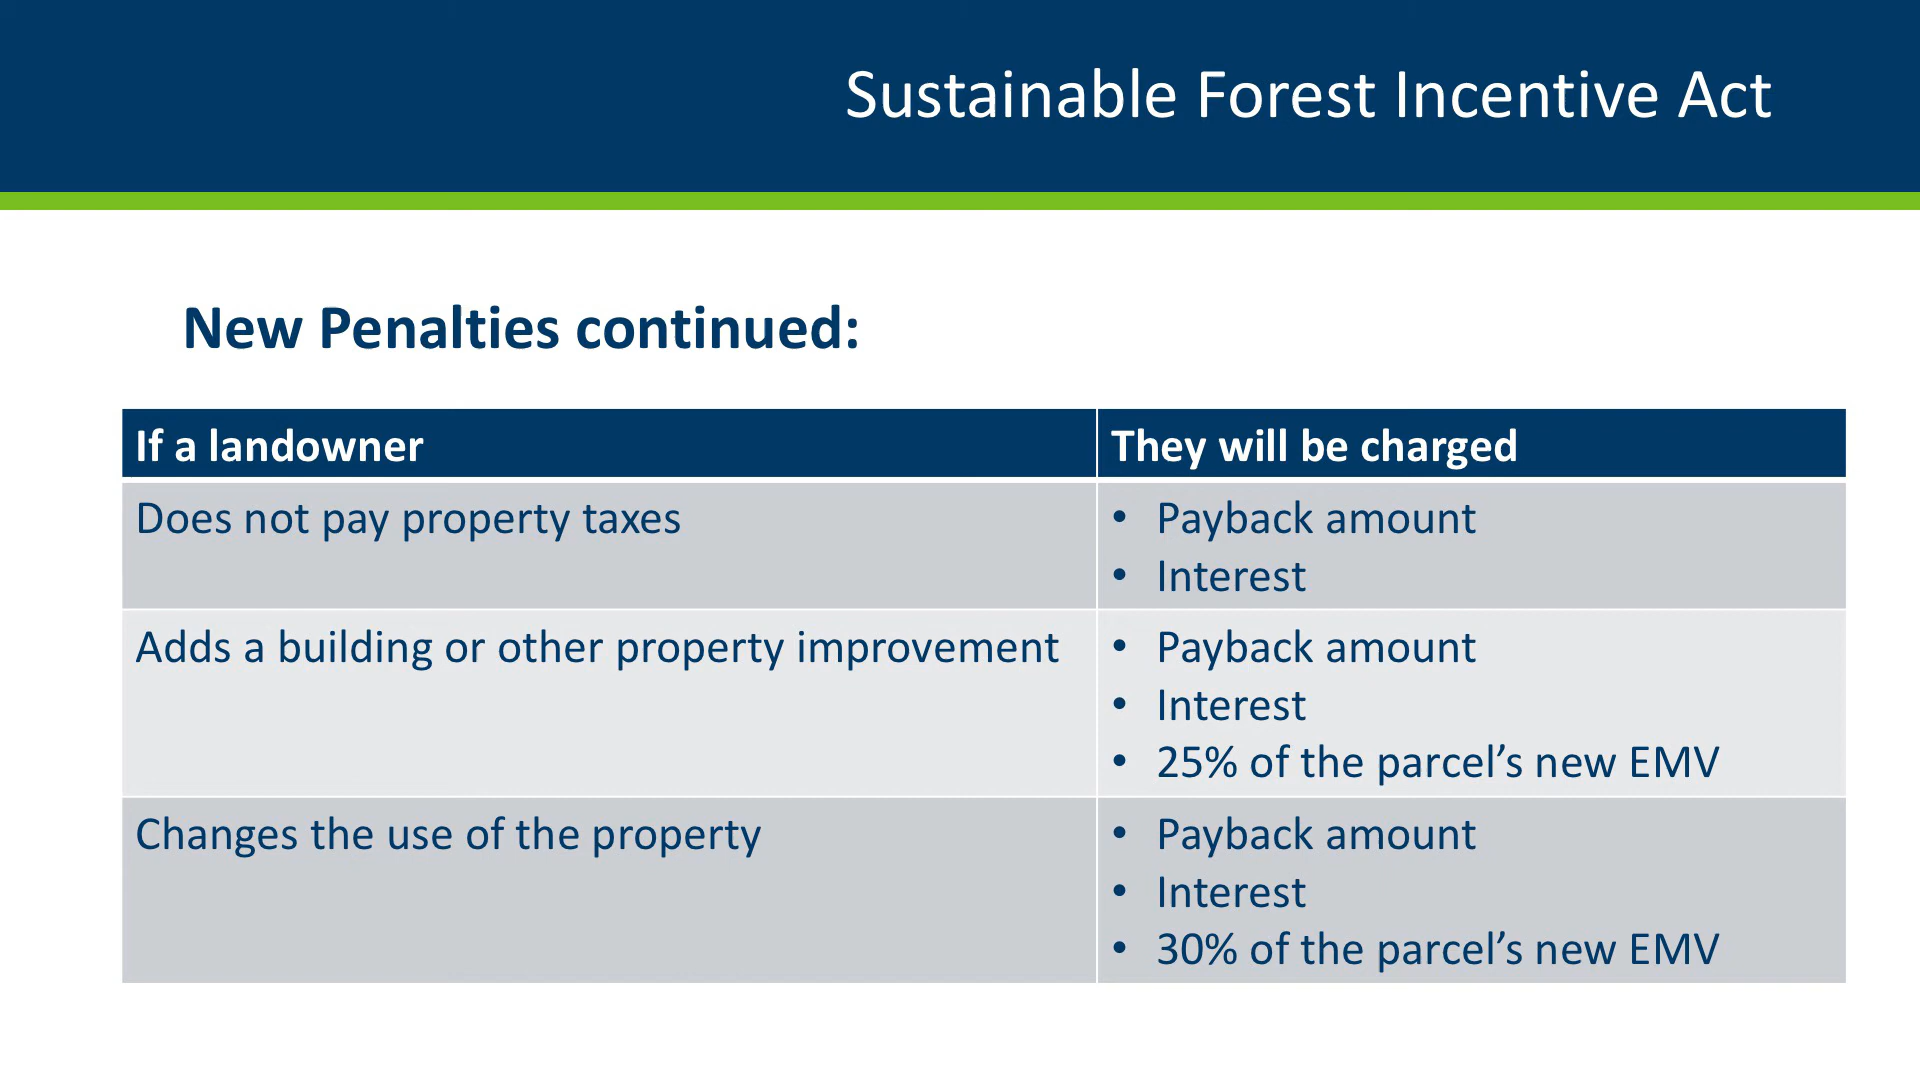 Sustainable Forest Incentive Act
New Penalties continued:
If a landowner
They will be charged
Does not pay property taxes
• Payback amount
• Interest
Adds a building or other property improvement
• Payback amount
• Interest
• 25% of the parcel’s new EMV
Changes the use of the property
• Payback amount
• Interest
• 30% of the parcel’s new EMV